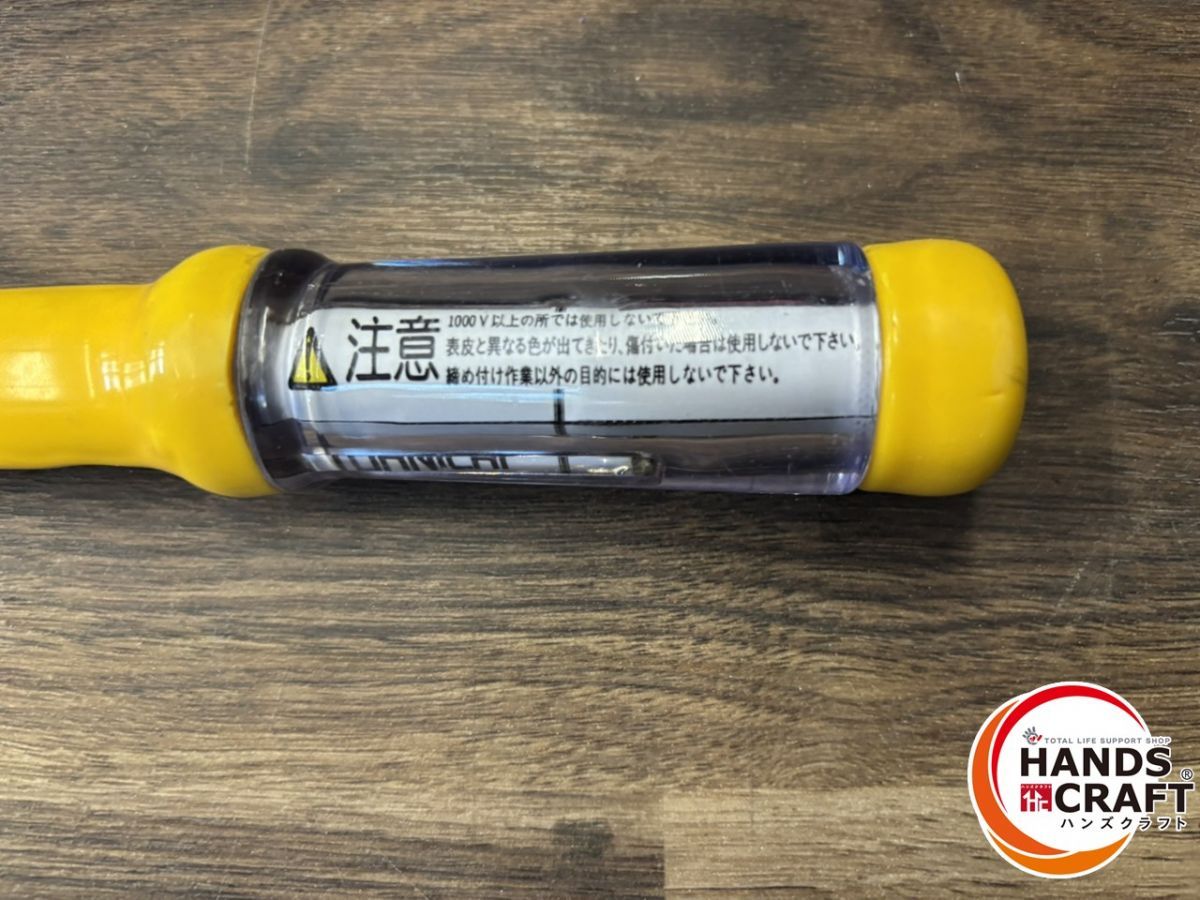 注意
1000V以上の所では使用しない
表皮と異なる色が出てきたり、傷付いた場合は使用しないで下さい
締め付け作業以外の目的には使用しないで下さい。
TOTAL LIFE SUPPORT SHOP
HANDS
CRAFT®
ハンズクラフト